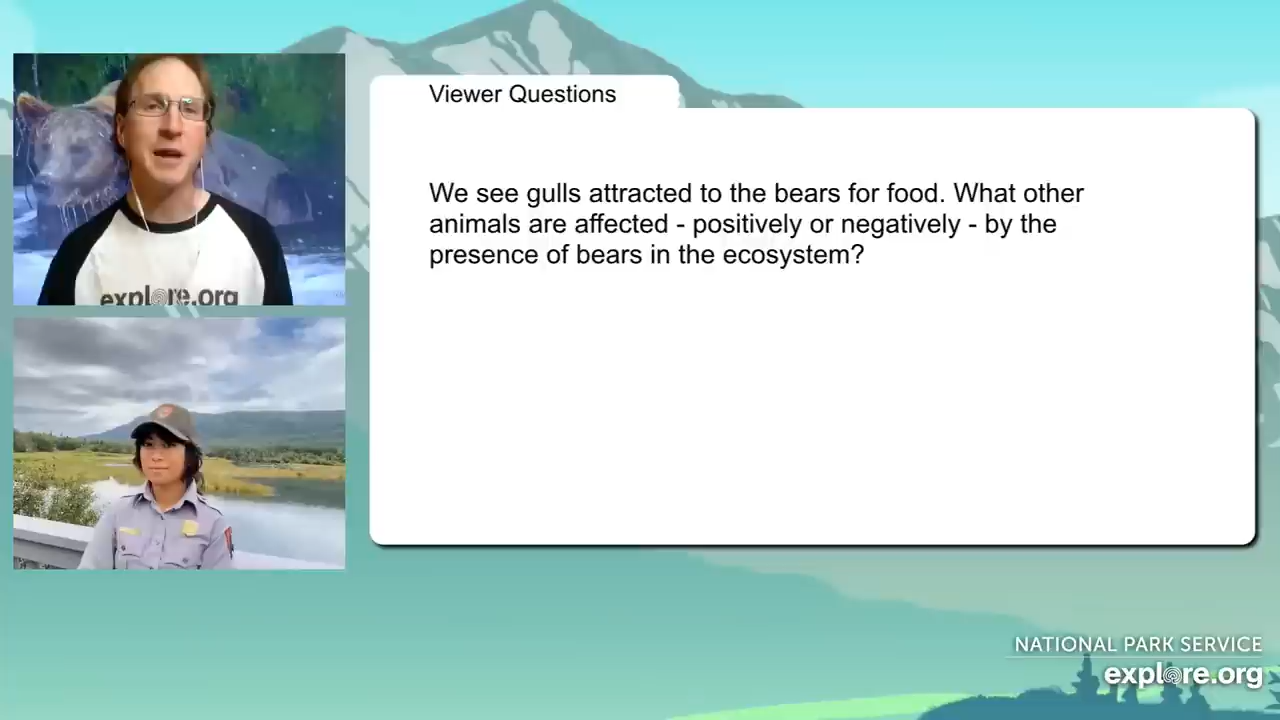 Viewer Questions
We see gulls attracted to the bears for food. What other
animals are affected - positively or negatively - by the
presence of bears in the ecosystem?
explore.org
NATIONAL PARK SERVICE
explore.org